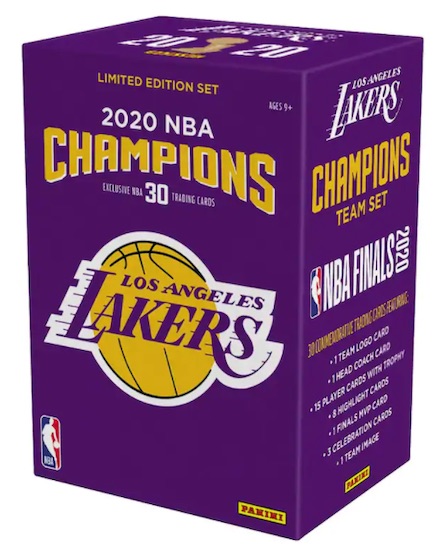 20 20
LIMITED EDITION SET
AGES 9+
2020 NBA
CHAMPIONS
EXCLUSIVE NBA 30 TRADING CARDS
LOS ANGELES
LAKERS
PANINI
LOS ANGELES
LAKERS
CHAMPIONS
TEAM SET
NBA FINALS 2020
30 COMMEMORATIVE TRADING CARDS FEATURING:
• 1 TEAM LOGO CARD
• 1 HEAD COACH CARD
• 15 PLAYER CARDS WITH TROPHY
• 8 HIGHLIGHT CARDS
• 1 FINALS MVP CARD
• 3 CELEBRATION CARDS
• 1 TEAM IMAGE
PANINI